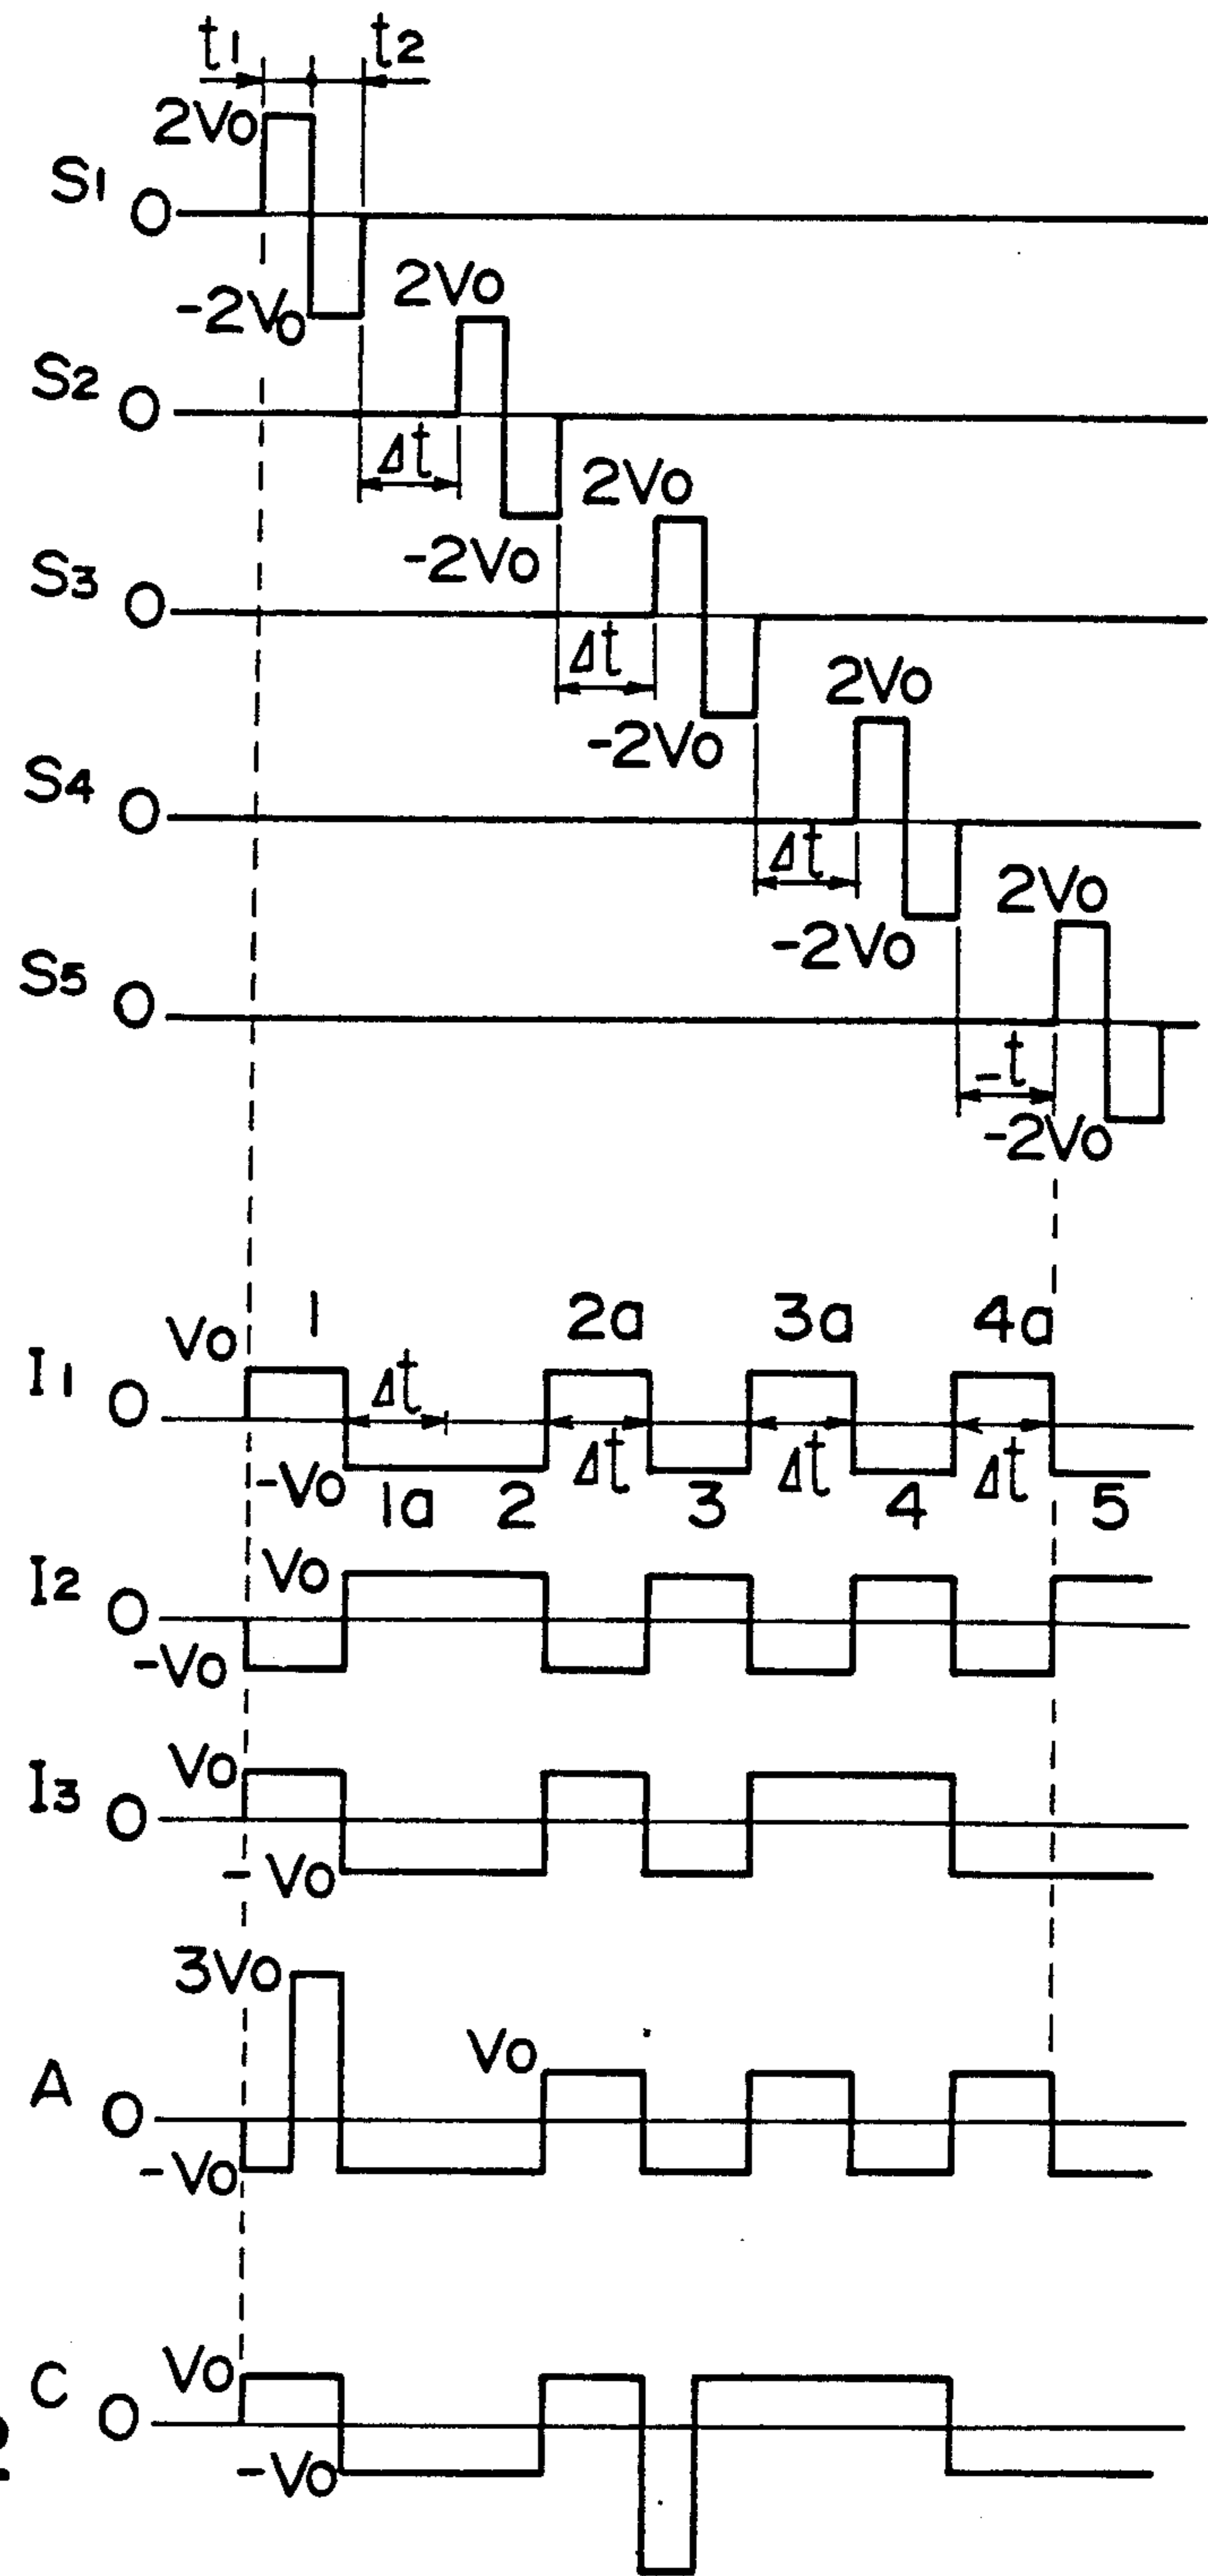 t1 t2
2Vo
S1 O
-2Vo 2Vo
S2 O
Δt 2Vo
-2Vo
S3 O
Δt 2Vo
-2Vo
S4 O
Δt 2Vo
-2Vo
S5 O
-t
-2Vo
1 2a 3a 4a
Vo
I1 O Δt
-Vo Δt Δt Δt
1a 2 3 4 5
I2 Vo
O
-Vo
I3 Vo
O
-Vo
3Vo
Vo
A O
-Vo
C Vo
O
-Vo